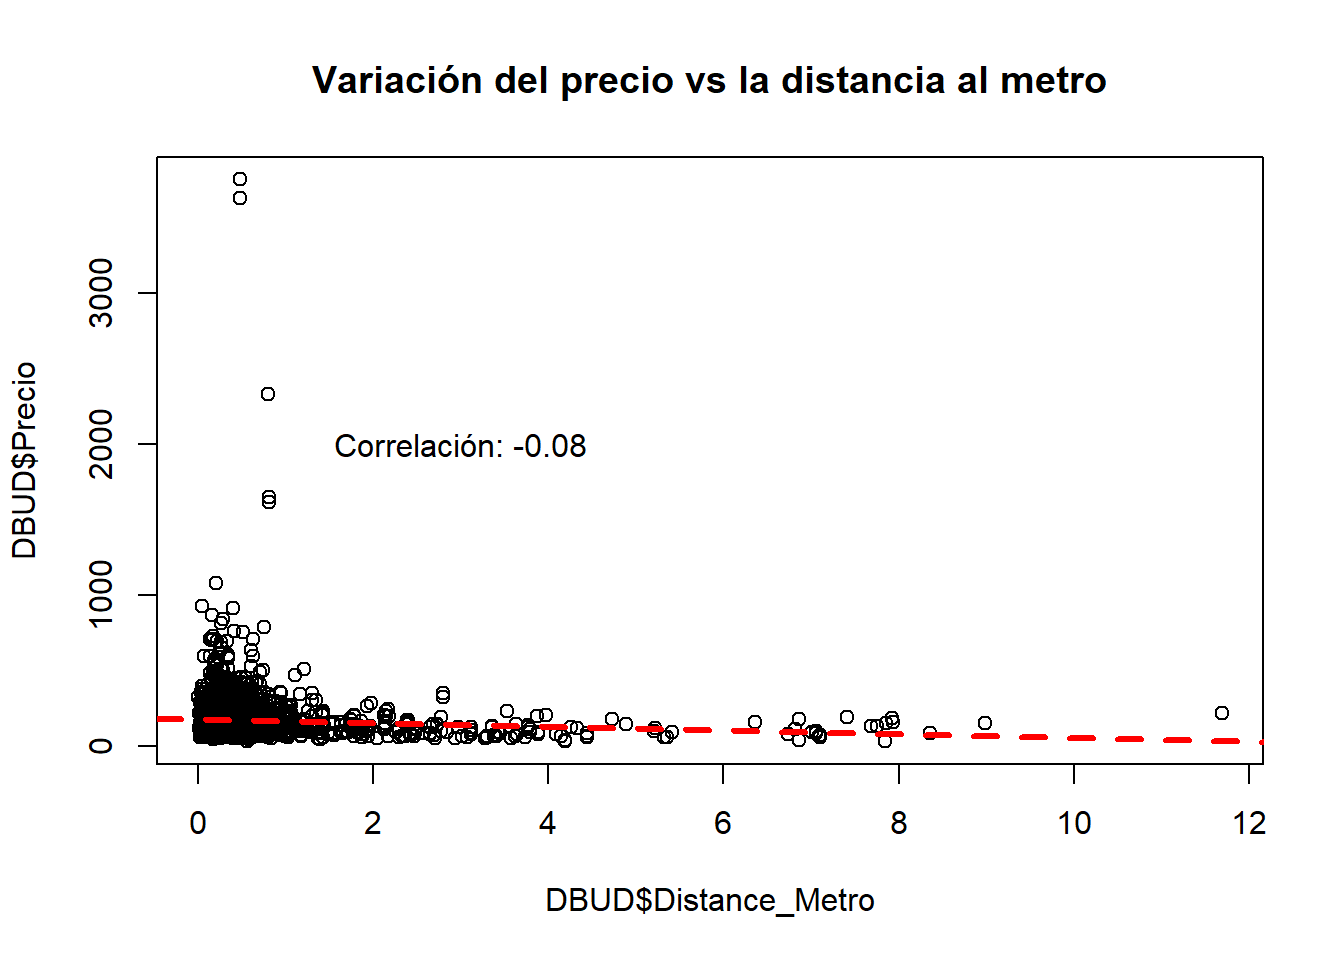 Variación del precio vs la distancia al metro
DBUD$Precio
3000
2000
1000
0
Correlación: -0.08
0 2 4 6 8 10 12
DBUD$Distance_Metro